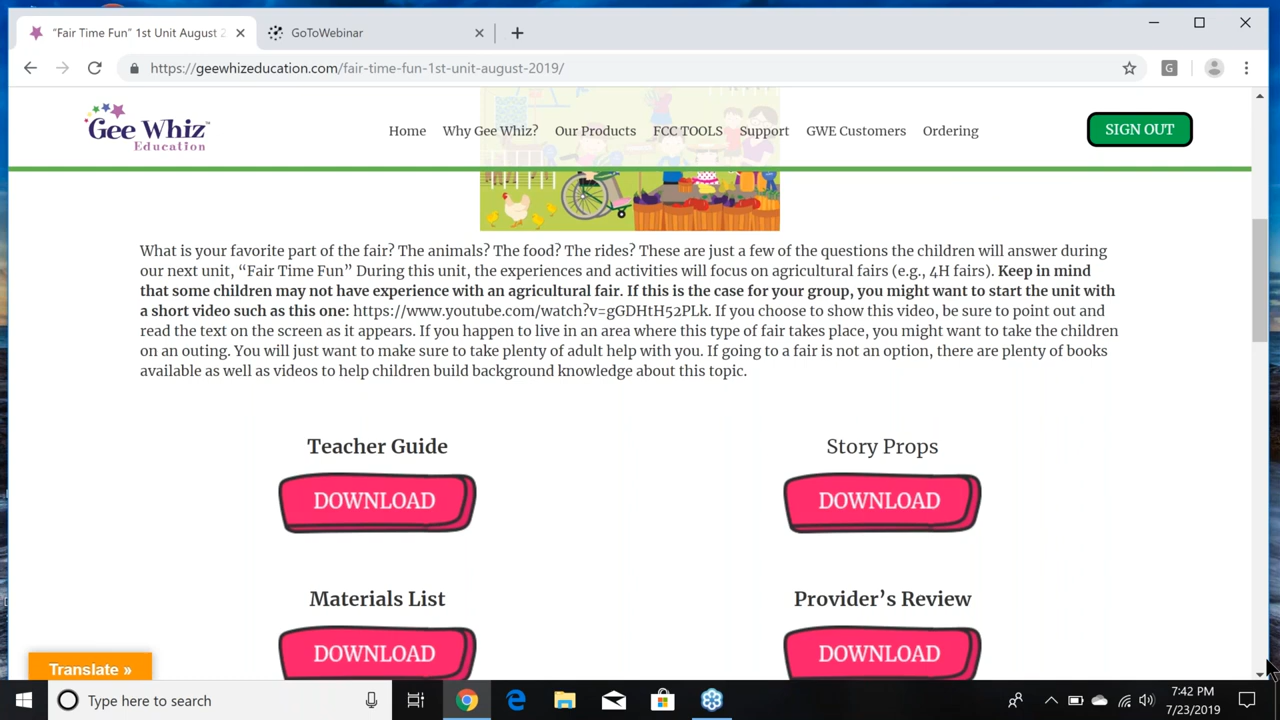 "Fair Time Fun" 1st Unit August 2
GoToWebinar
https://geewhizeducation.com/fair-time-fun-1st-unit-august-2019/
G
Gee Whiz
Education
Home Why Gee Whiz? Our Products FCC TOOLS Support GWE Customers Ordering
SIGN OUT
What is your favorite part of the fair? The animals? The food? The rides? These are just a few of the questions the children will answer during
our next unit, “Fair Time Fun” During this unit, the experiences and activities will focus on agricultural fairs (e.g., 4H fairs). Keep in mind
that some children may not have experience with an agricultural fair. If this is the case for your group, you might want to start the unit with
a short video such as this one: https://www.youtube.com/watch?v=gGDHtH52PLk. If you choose to show this video, be sure to point out and
read the text on the screen as it appears. If you happen to live in an area where this type of fair takes place, you might want to take the children
on an outing. You will just want to make sure to take plenty of adult help with you. If going to a fair is not an option, there are plenty of books
available as well as videos to help children build background knowledge about this topic.
Teacher Guide
DOWNLOAD
Story Props
DOWNLOAD
Materials List
DOWNLOAD
Provider’s Review
DOWNLOAD
Translate »
Type here to search
7:42 PM
7/23/2019